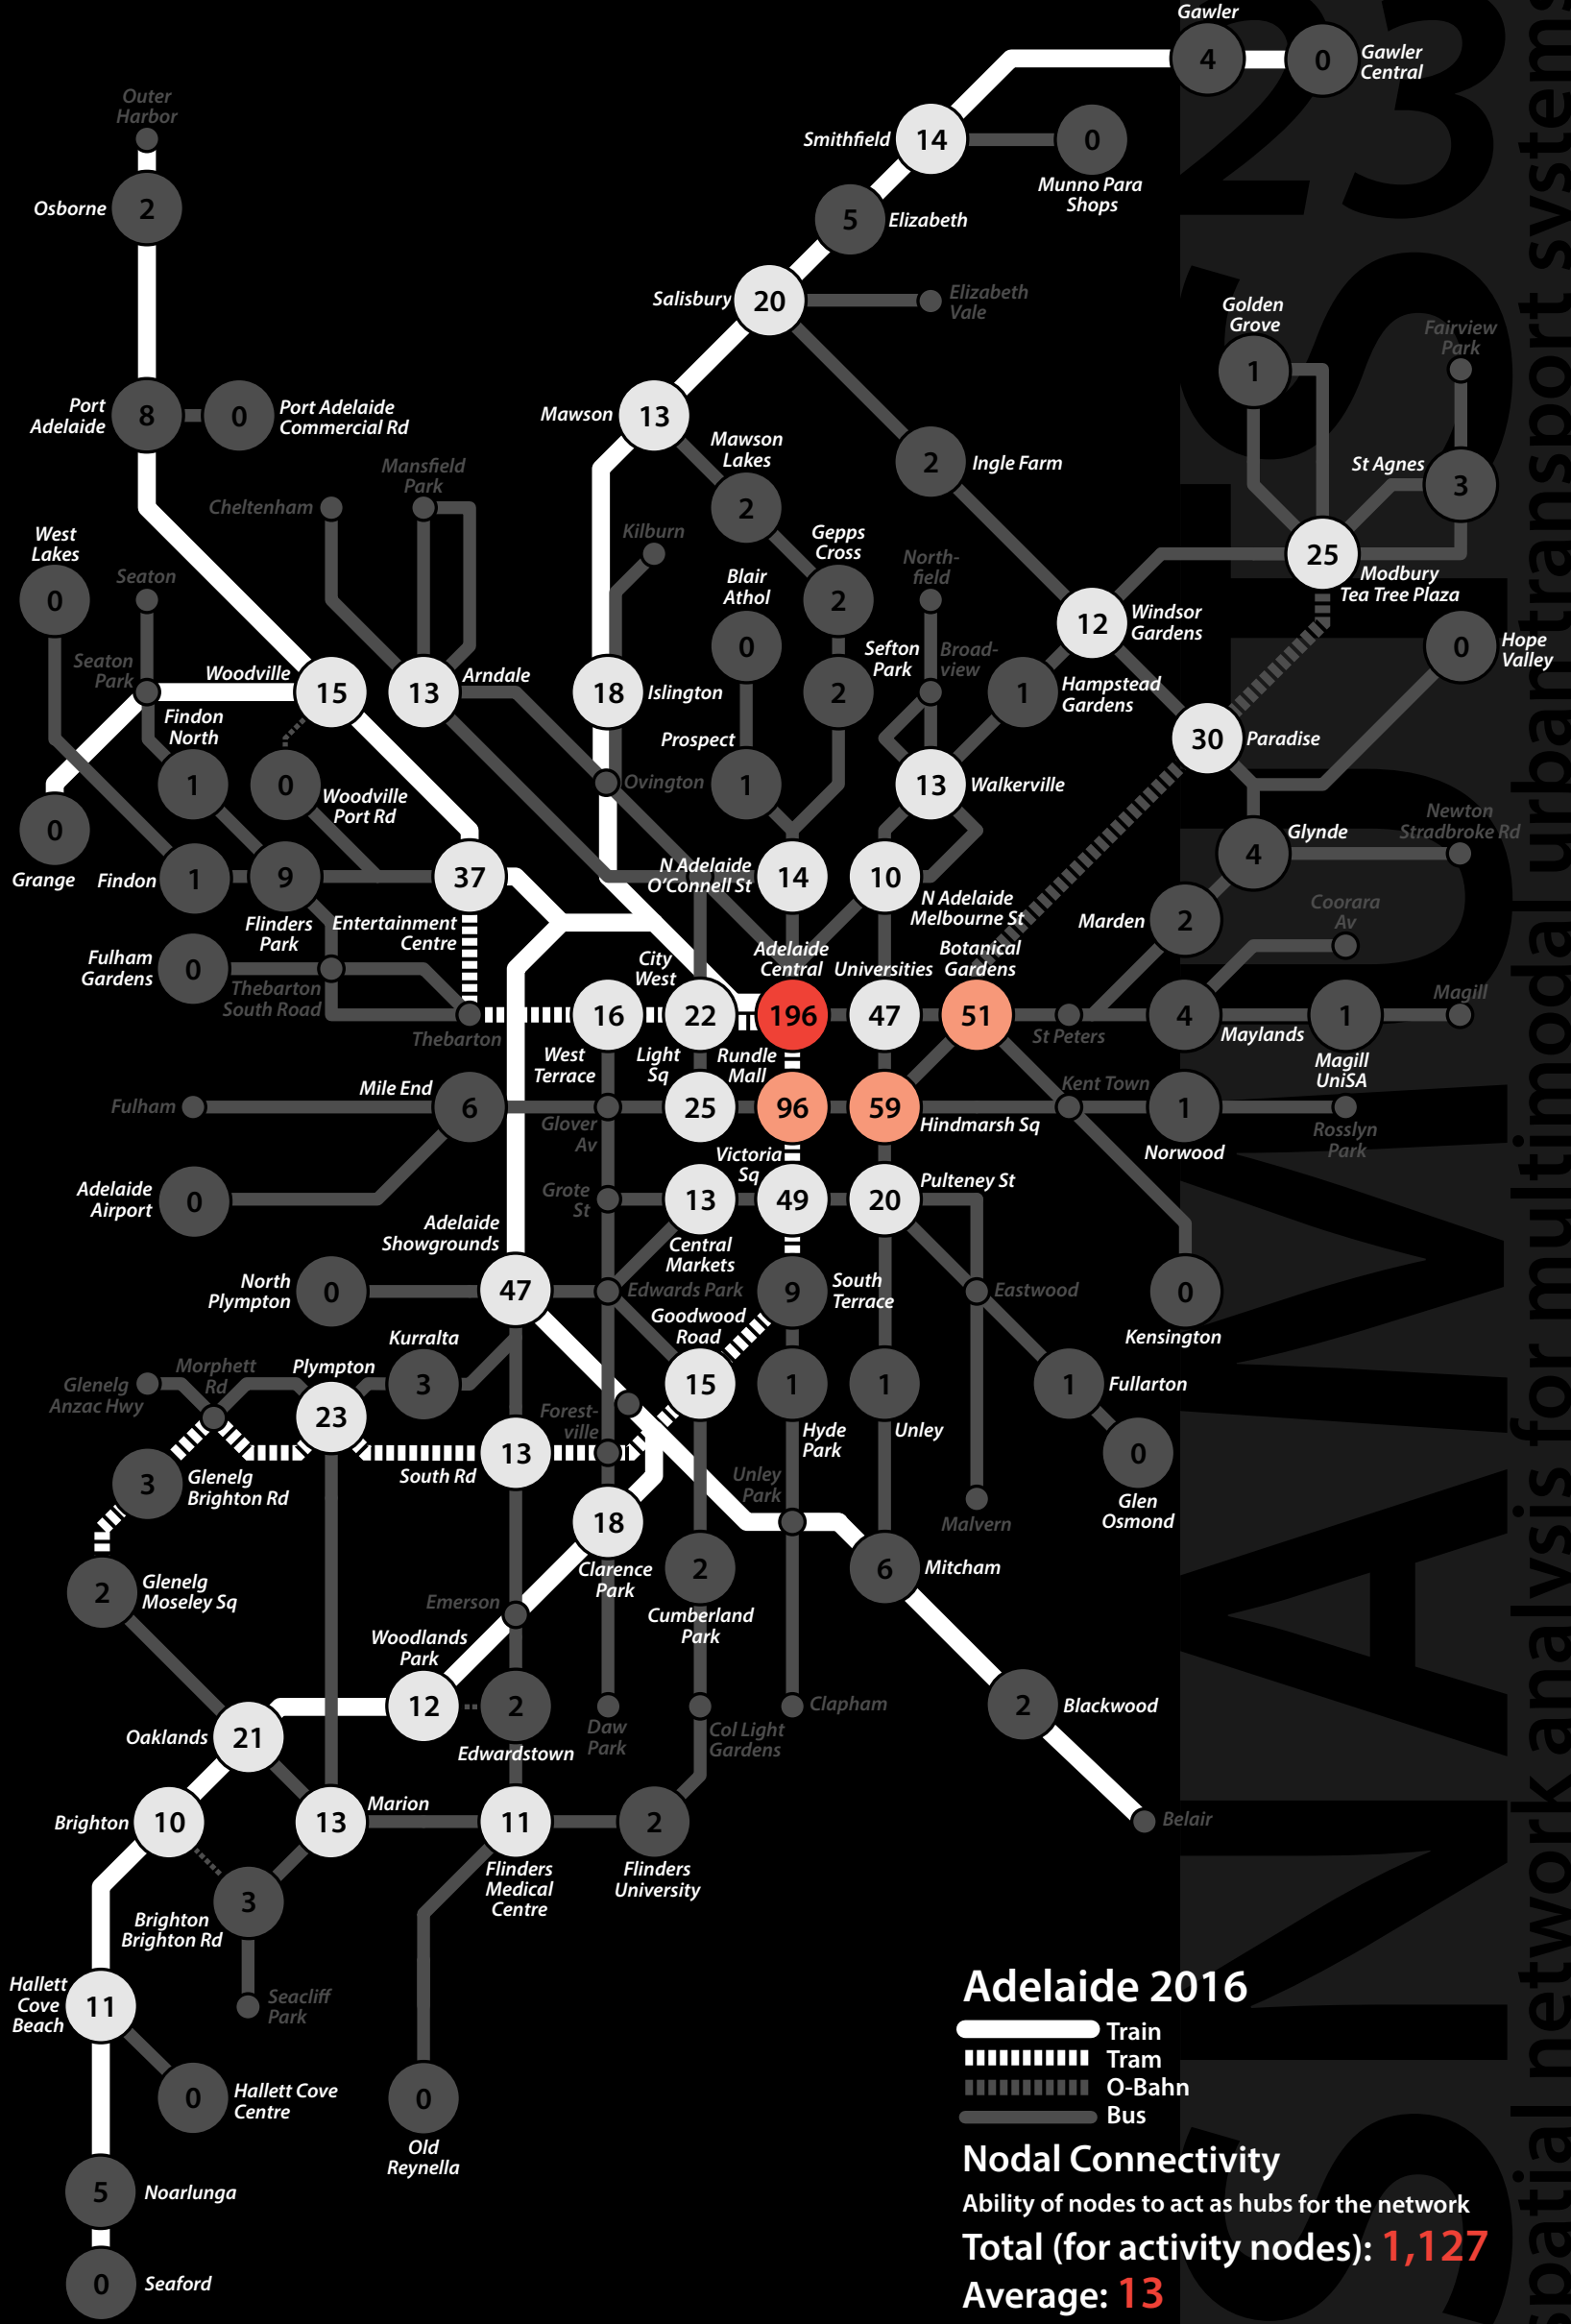 Gawler
4
0
Gawler
Central
Outer
Harbor
Smithfield
14
0
Munno Para
Shops
Osborne
2
5
Elizabeth
Salisbury
20
Elizabeth
Vale
Golden
Grove
1
Fairview
Park
Port
Adelaide
8
0
Port Adelaide
Commercial Rd
Mawson
13
Mawson
Lakes
2
2
Ingle Farm
St Agnes
3
Mansfield
Park
Cheltenham
Kilburn
Gepps
Cross
2
North-
field
25
Modbury
Tea Tree Plaza
West
Lakes
0
Seaton
Blair
Athol
0
12
Windsor
Gardens
0
Hope
Valley
Seaton
Park
Woodville
15
13
Arndale
18
Islington
2
Sefton
Park
Broad-
view
1
Hampstead
Gardens
Findon
North
1
0
Woodville
Port Rd
Prospect
1
Ovington
13
Walkerville
30
Paradise
0
Grange
Findon
1
9
Flinders
Park
37
Entertainment
Centre
N Adelaide
O'Connell St
14
10
N Adelaide
Melbourne St
4
Glynde
Newton
Stradbroke Rd
Marden
2
Coorara
Av
Fulham
Gardens
0
Thebarton
South Road
City
West
Adelaide
Central
Universities
Botanical
Gardens
Thebarton
16
West
Terrace
22
Light
Sq
196
Rundle
Mall
47
51
St Peters
4
Maylands
1
Magill
UniSA
Magill
Fulham
Mile End
6
Glover
Av
25
96
59
Hindmarsh Sq
Kent Town
1
Norwood
Rosslyn
Park
Adelaide
Airport
0
Grote
St
13
Central
Markets
Victoria
Sq
49
20
Pulteney St
Adelaide
Showgrounds
47
North
Plympton
0
Edwards Park
9
South
Terrace
Eastwood
0
Kensington
Kurralta
3
Goodwood
Road
15
1
Hyde
Park
1
Unley
1
Fullarton
Glenelg
Anzac Hwy
Morphett
Rd
Plympton
23
South Rd
13
Forest-
ville
0
Glen
Osmond
3
Glenelg
Brighton Rd
18
Clarence
Park
Unley
Park
Malvern
2
Glenelg
Moseley Sq
Emerson
2
Cumberland
Park
6
Mitcham
Woodlands
Park
12
2
Edwardstown
Daw
Park
Col Light
Gardens
Clapham
2
Blackwood
Oaklands
21
Brighton
10
13
Marion
11
Flinders
Medical
Centre
2
Flinders
University
Belair
3
Brighton
Brighton Rd
Seacliff
Park
Hallett
Cove
Beach
11
0
Hallett Cove
Centre
0
Old
Reynella
5
Noarlunga
0
Seaford
Adelaide 2016
Train
Tram
O-Bahn
Bus
Nodal Connectivity
Ability of nodes to act as hubs for the network
Total (for activity nodes): 1,127
Average: 13
SNAMUTS 23
spatial network analysis for multimodal urban transport systems